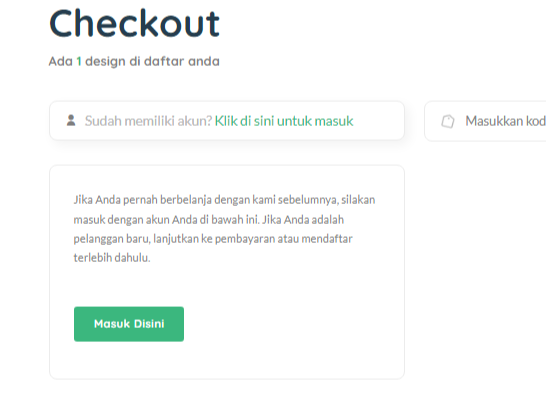 Checkout
Ada 1 design di daftar anda
Sudah memiliki akun? Klik di sini untuk masuk
Masukkan kod
Jika Anda pernah berbelanja dengan kami sebelumnya, silakan
masuk dengan akun Anda di bawah ini. Jika Anda adalah
pelanggan baru, lanjutkan ke pembayaran atau mendaftar
terlebih dahulu.
Masuk Disini